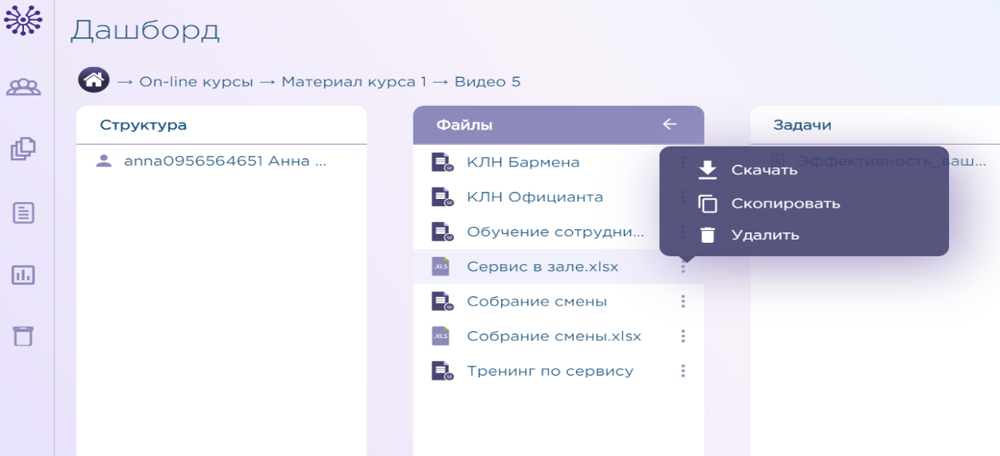 Дашборд
→ On-line курсы → Материал курса 1 → Видео 5
Структура
anna0956564651 Анна ...
Файлы
КЛН Бармена
КЛН Официанта
Обучение сотрудни...
.XLS Сервис в зале.xlsx
Собрание смены
.XLS Собрание смены.xlsx
Тренинг по сервису
Скачать
Скопировать
Удалить
Задачи
Эффективность_ваш...